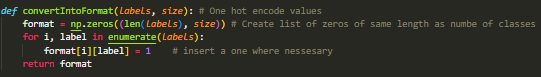 def convertIntoFormat(labels, size): # One hot encode values
    format = np.zeros((len(labels), size)) # Create list of zeros of same length as numbe of classes
    for i, label in enumerate(labels):
        format[i][label] = 1    # insert a one where nessesary
    return format